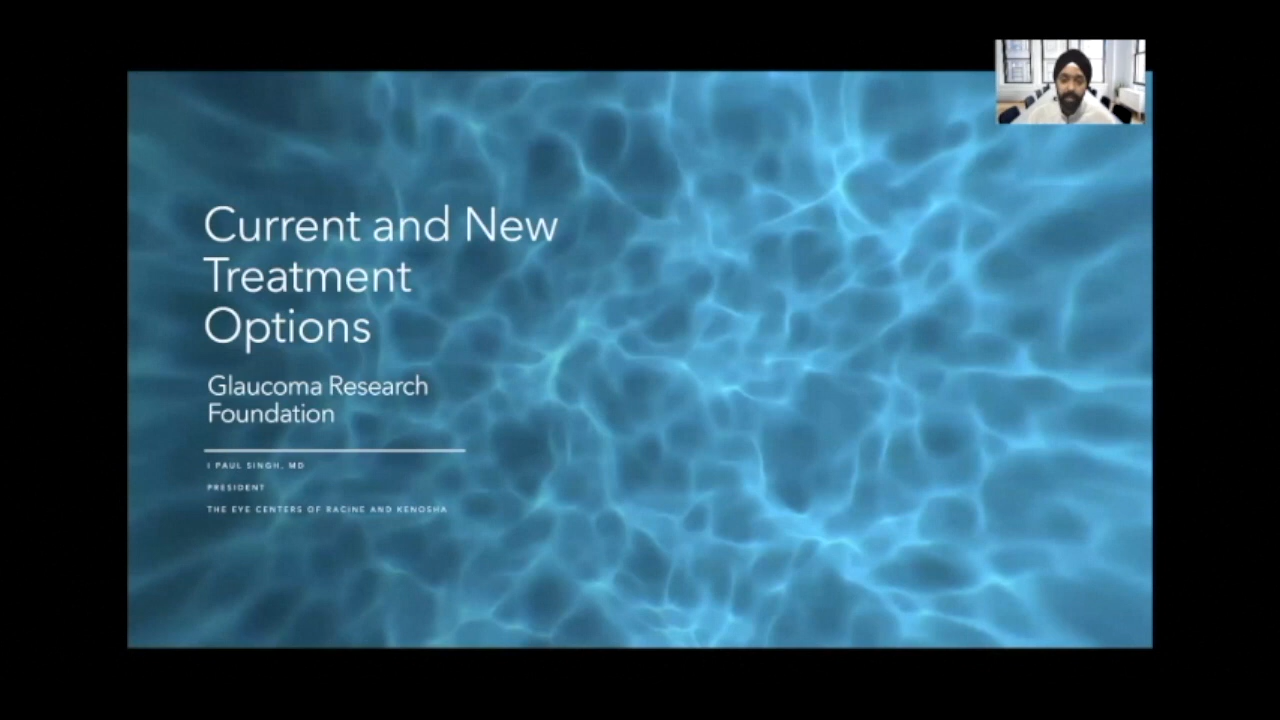 Current and New
Treatment
Options
Glaucoma Research
Foundation
I PAUL SINGH, MD
PRESIDENT
THE EYE CENTERS OF RACINE AND KENOSHA